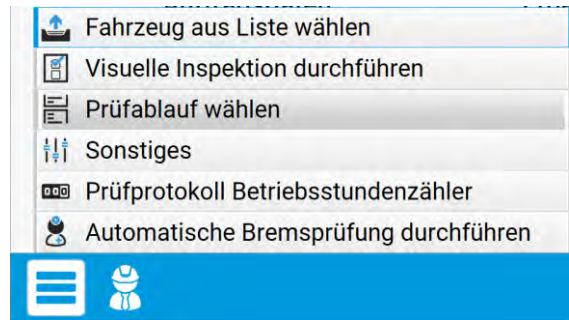 Fahrzeug aus Liste wählen
Visuelle Inspektion durchführen
Prüfablauf wählen
Sonstiges
Prüfprotokoll Betriebsstundenzähler
Automatische Bremsprüfung durchführen